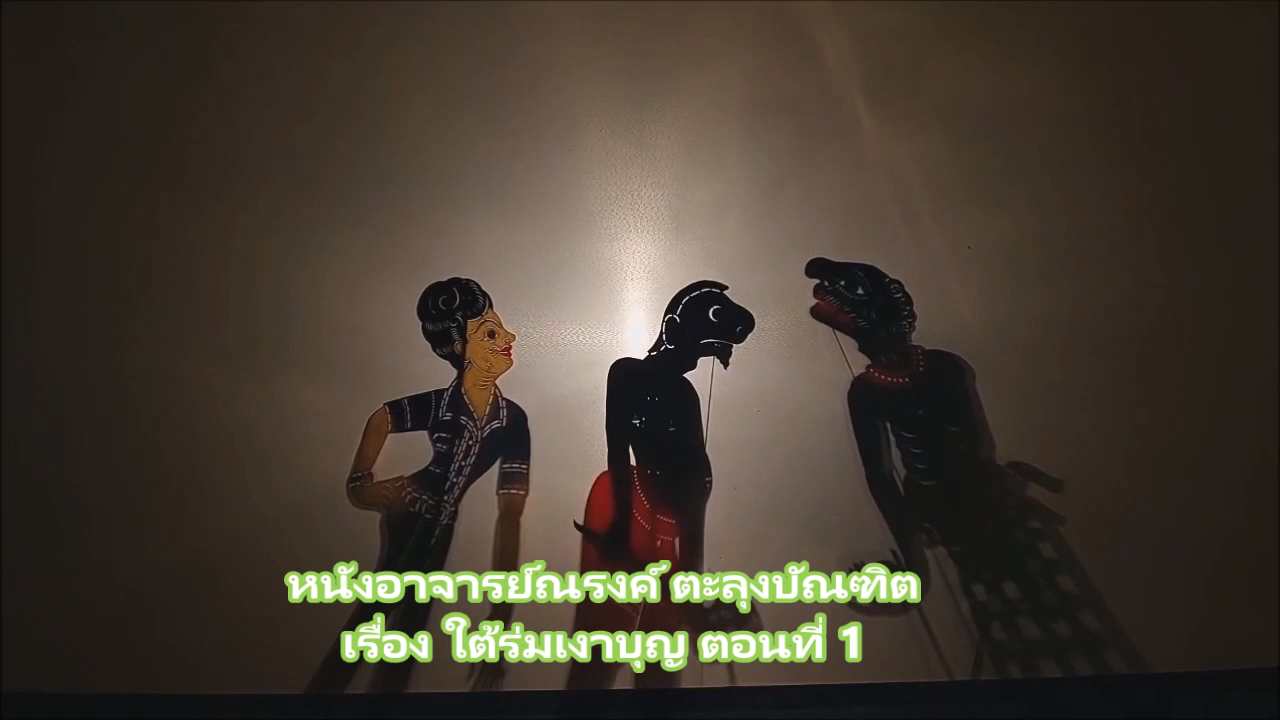 หนังอาจารย์ณรงค์ ตะลุงบัณฑิต
เรื่อง ใต้ร่มเงาบุญ ตอนที่ 1